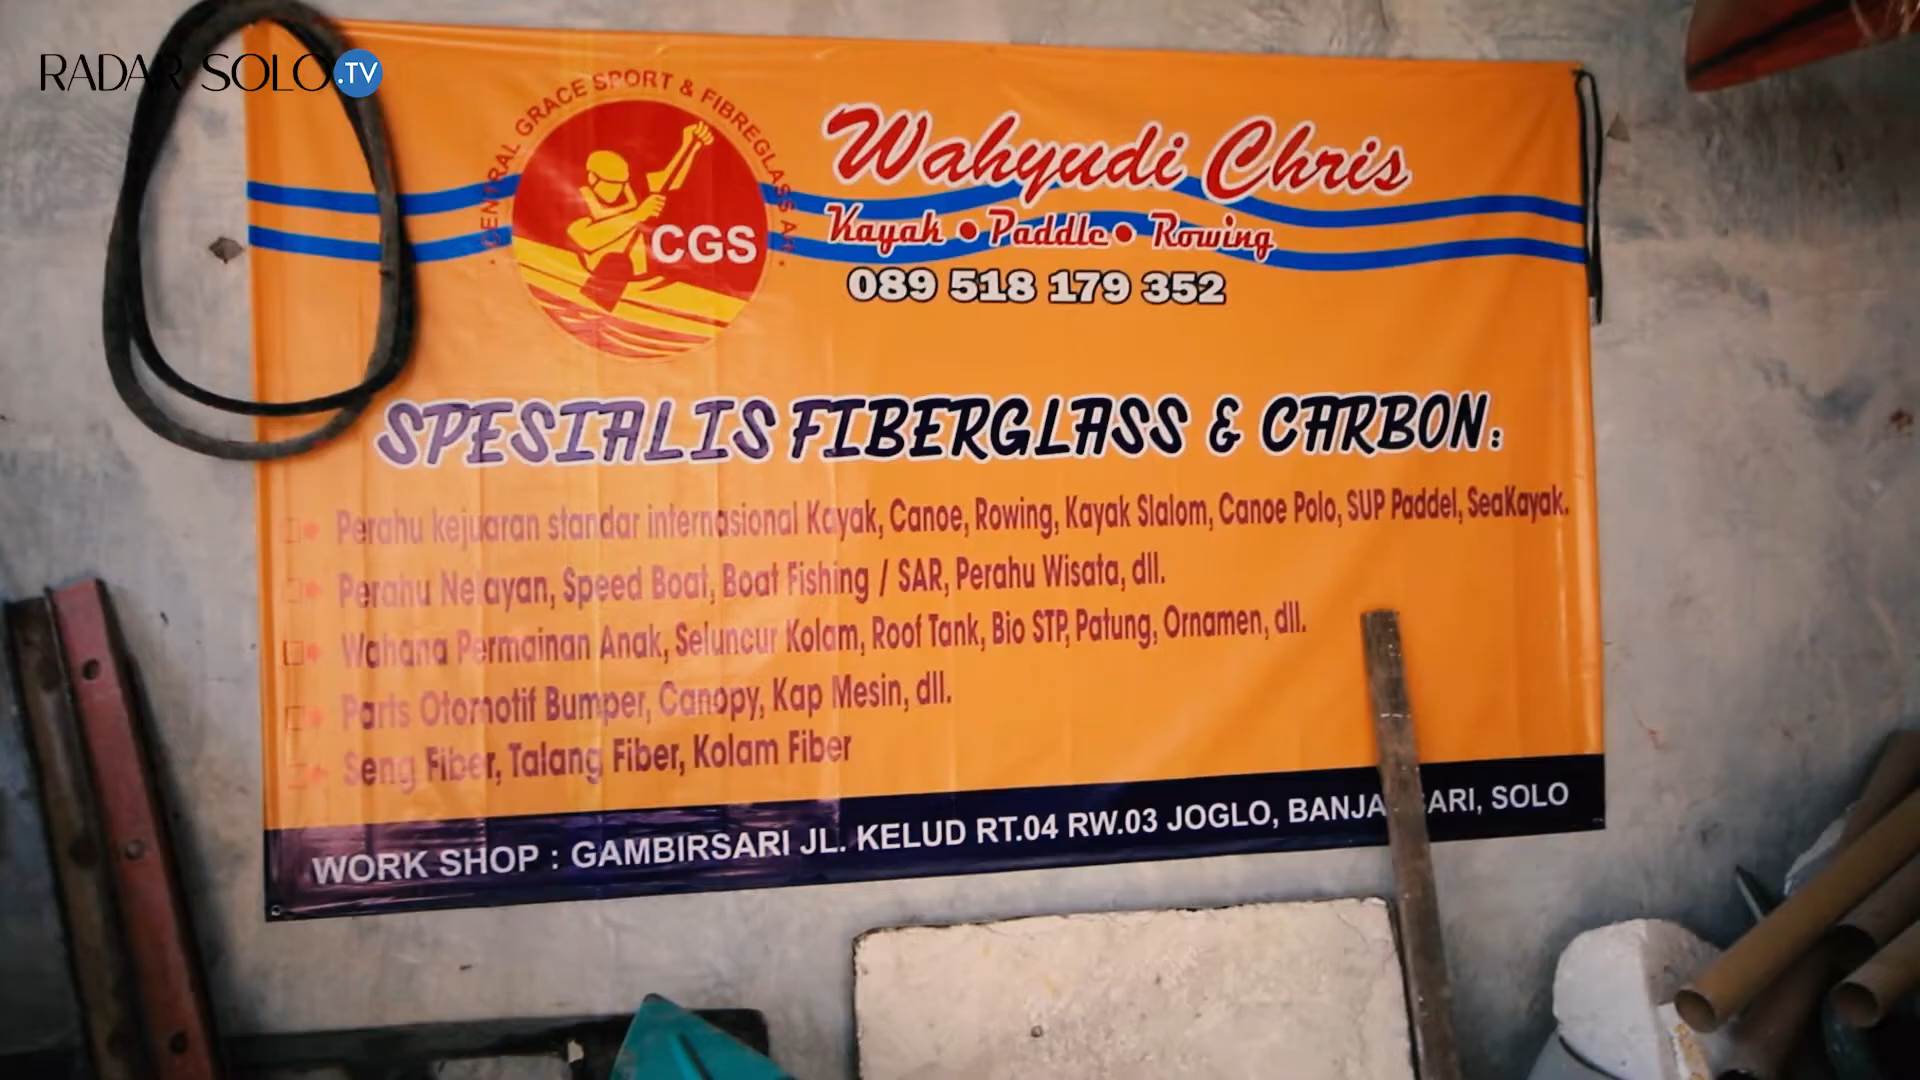 RADAR SOLO.TV
CENTRAL GRACE SPORT & FIBREGLASS ART
CGS
Wahyudi Chris
Kayak • Paddle • Rowing
089 518 179 352
SPESIALIS FIBERGLASS & CARBON:
Perahu kejuaran standar internasional Kayak, Canoe, Rowing, Kayak Slalom, Canoe Polo, SUP Paddel, SeaKayak.
Perahu Nelayan, Speed Boat, Boat Fishing / SAR, Perahu Wisata, dll.
Wahana Permainan Anak, Seluncur Kolam, Roof Tank, Bio STP, Patung, Ornamen, dll.
Parts Otomotif Bumper, Canopy, Kap Mesin, dll.
Seng Fiber, Talang Fiber, Kolam Fiber
WORK SHOP : GAMBIRSARI JL. KELUD RT.04 RW.03 JOGLO, BANJARSARI, SOLO